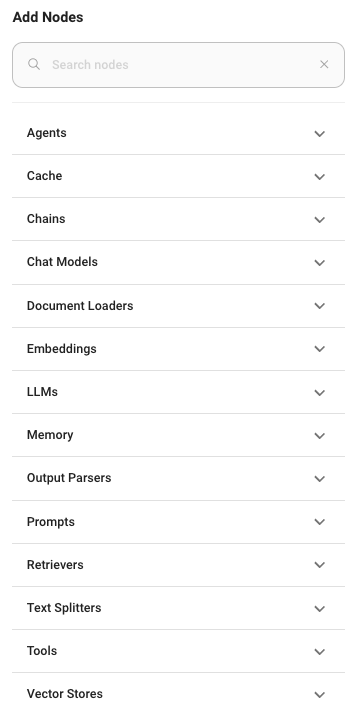 Add Nodes
Search nodes
Agents
Cache
Chains
Chat Models
Document Loaders
Embeddings
LLMs
Memory
Output Parsers
Prompts
Retrievers
Text Splitters
Tools
Vector Stores